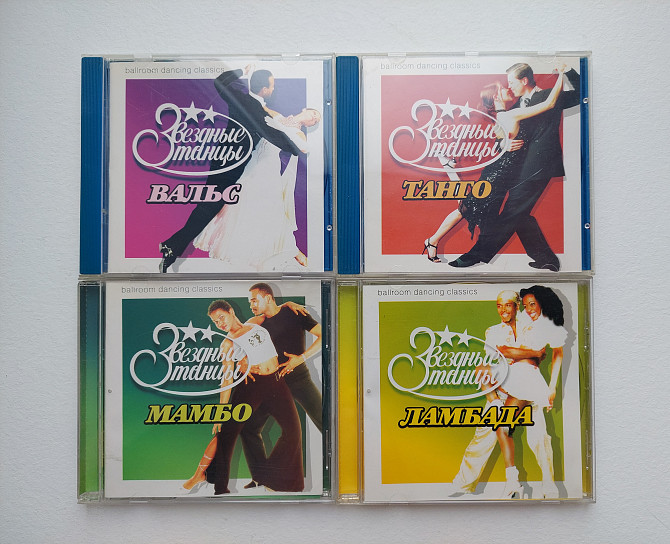 ballroom dancing classics
Звездные
танцы
ВАЛЬС
ballroom dancing classics
Звездные
танцы
ТАНГО
ballroom dancing classics
Звездные
танцы
МАМБО
ballroom dancing classics
Звездные
танцы
ЛАМБАДА